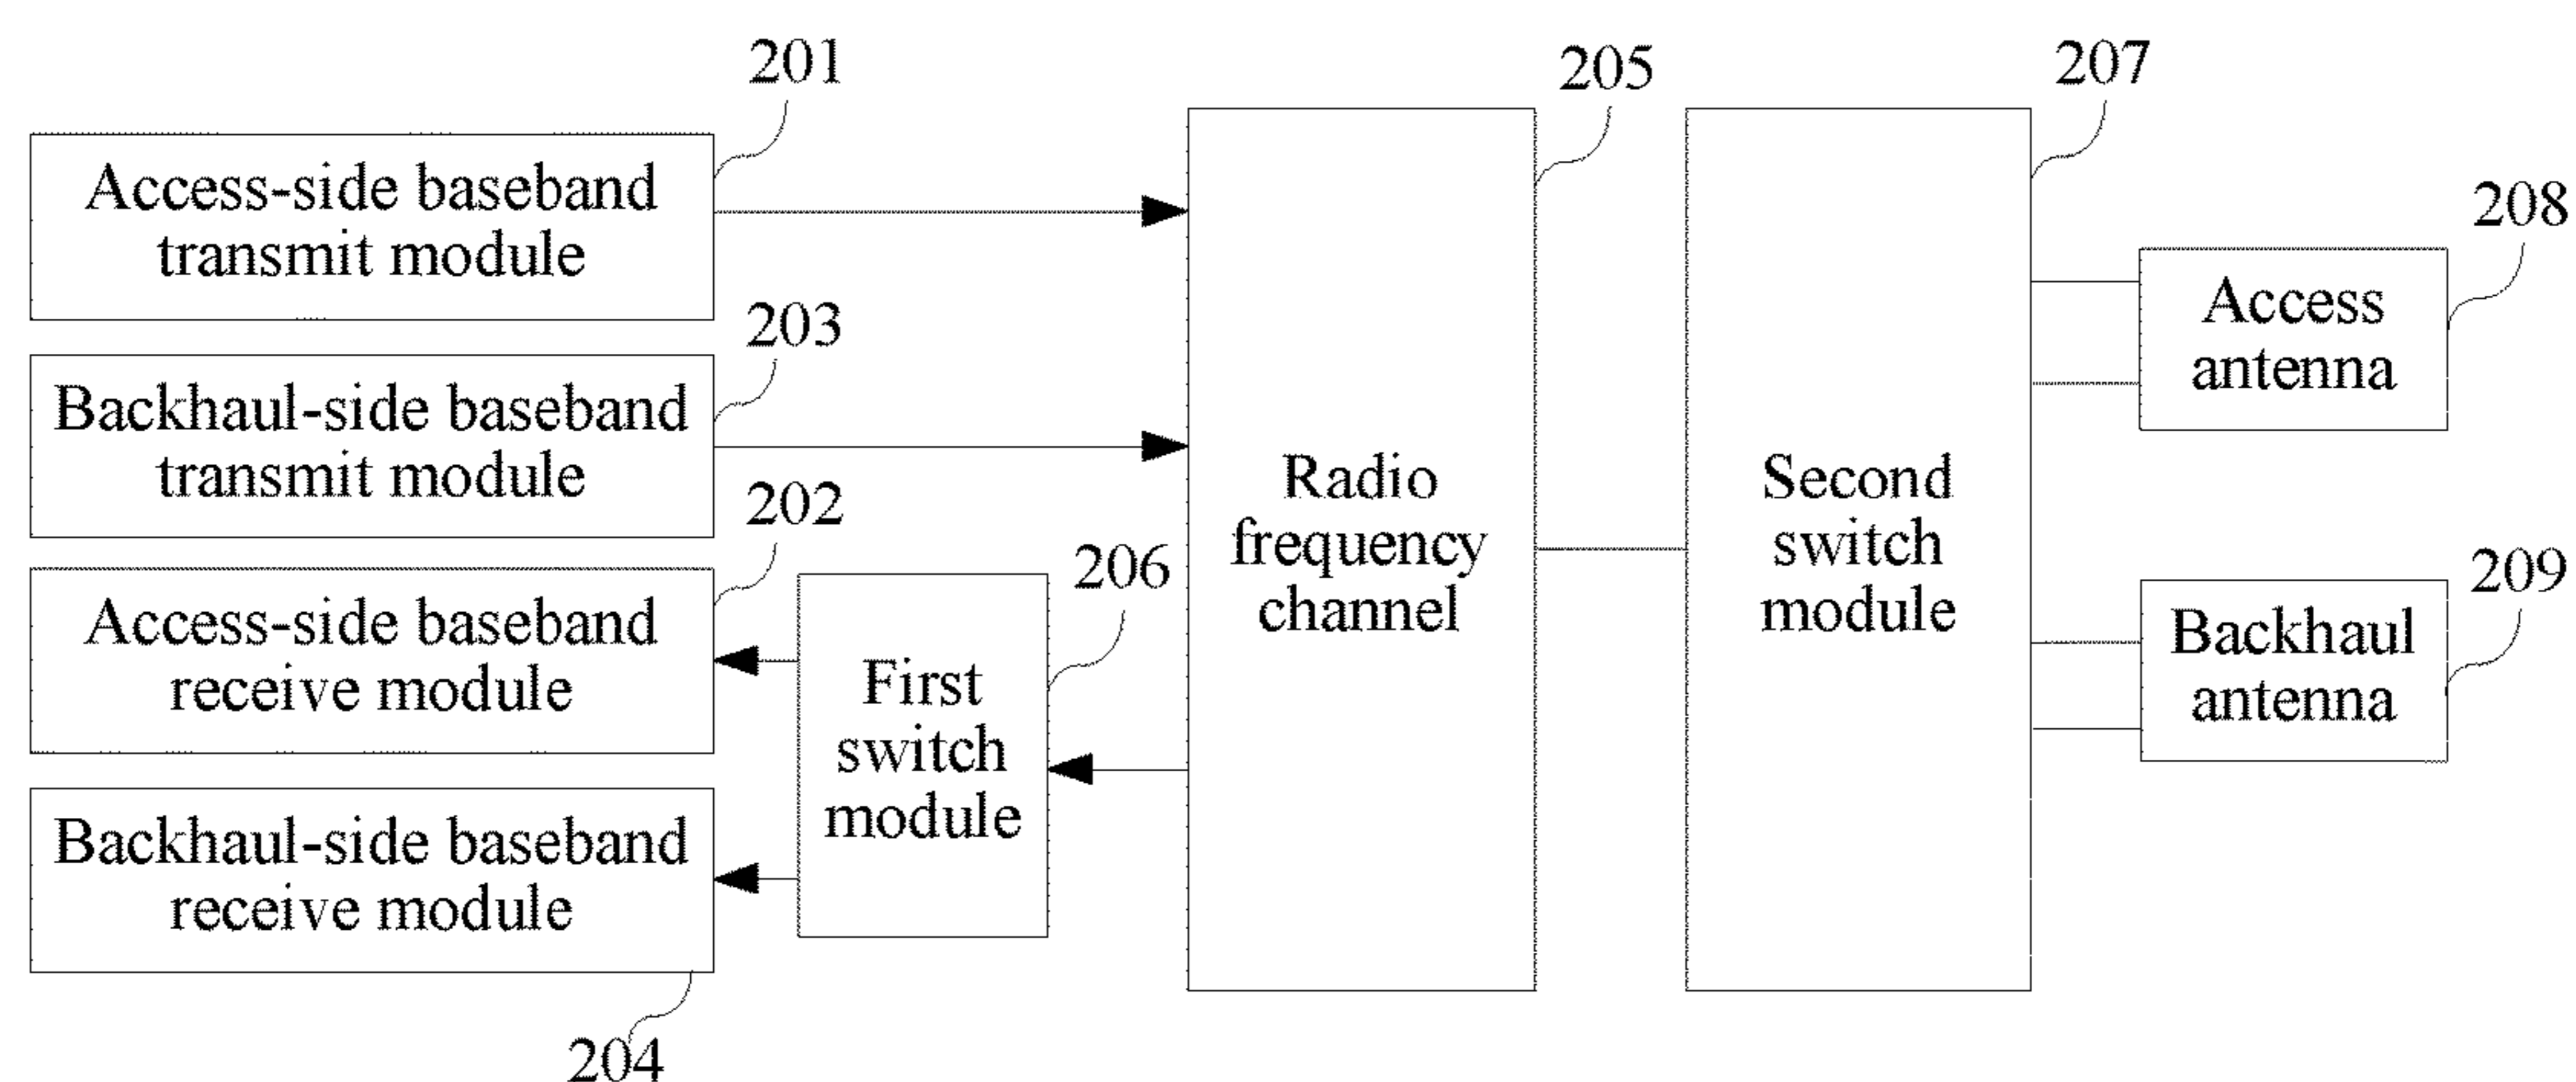 201
Access-side baseband
transmit module
203
Backhaul-side baseband
transmit module
202
Access-side baseband
receive module
Backhaul-side baseband
receive module
204
206
First
switch
module
205
Radio
frequency
channel
207
Second
switch
module
208
Access
antenna
209
Backhaul
antenna